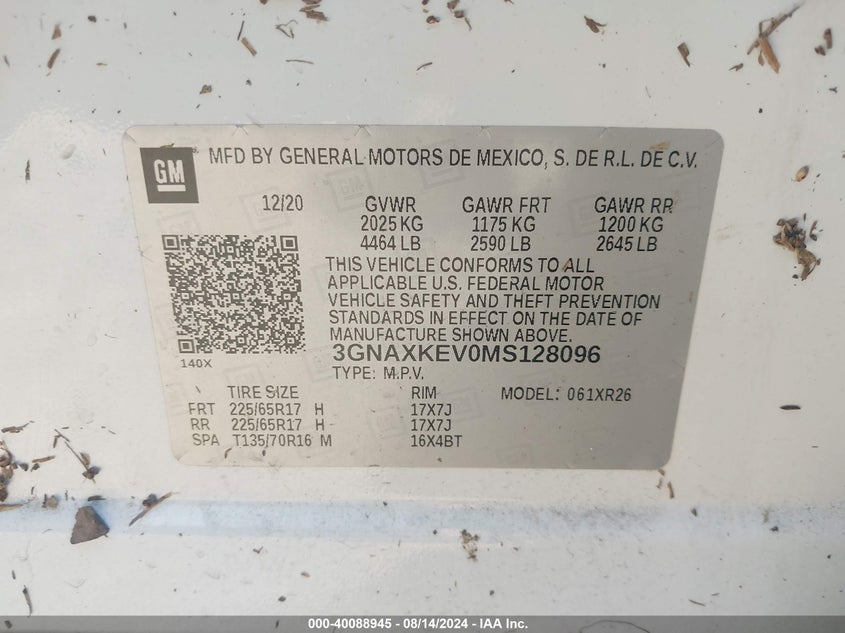 GM MFD BY GENERAL MOTORS DE MEXICO, S. DE R.L. DE C.V.
12/20 GVWR GAWR FRT GAWR RR
2025 KG 1175 KG 1200 KG
4464 LB 2590 LB 2645 LB
THIS VEHICLE CONFORMS TO ALL
APPLICABLE U.S. FEDERAL MOTOR
VEHICLE SAFETY AND THEFT PREVENTION
STANDARDS IN EFFECT ON THE DATE OF
MANUFACTURE SHOWN ABOVE.
140X 3GNAXKEV0MS128096
TYPE: M.P.V.
TIRE SIZE RIM MODEL: 061XR26
FRT 225/65R17 H 17X7J
RR 225/65R17 H 17X7J
SPA T135/70R16 M 16X4BT
000-40088945 - 08/14/2024 - IAA Inc.